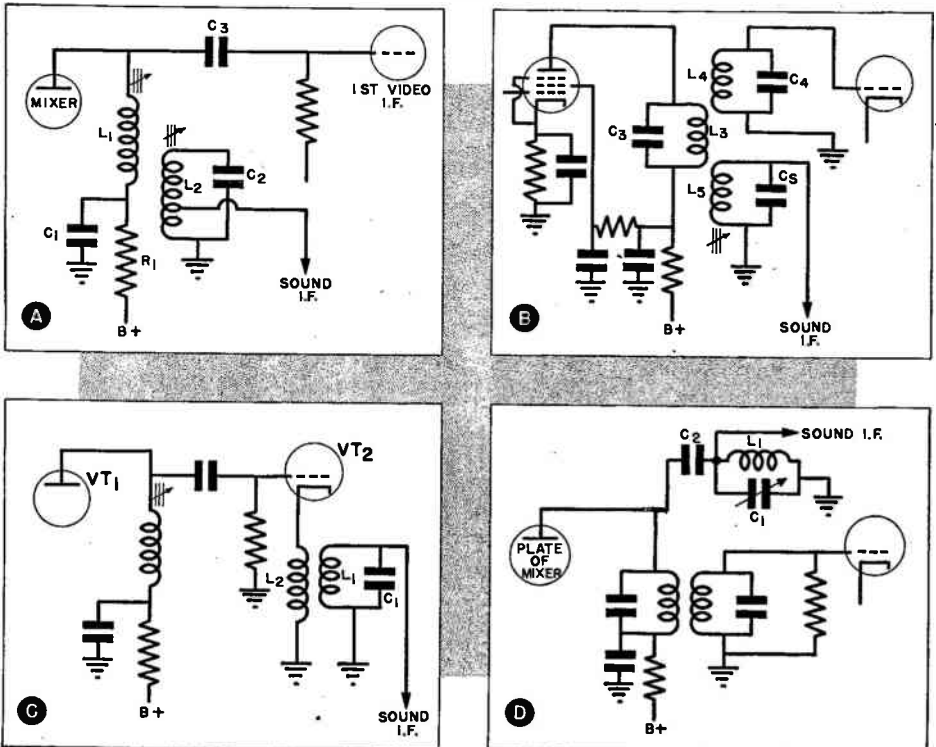 C3
MIXER
1ST VIDEO
I.F.
L1
L2
C2
C1
R1
SOUND
I.F.
B+
A
C3
L3
L4
C4
L5
C5
SOUND
I.F.
B+
B
VT1
VT2
L2
L1
C1
B+
SOUND
I.F.
C
C2
SOUND I.F.
L1
C1
PLATE
OF
MIXER
B+
D